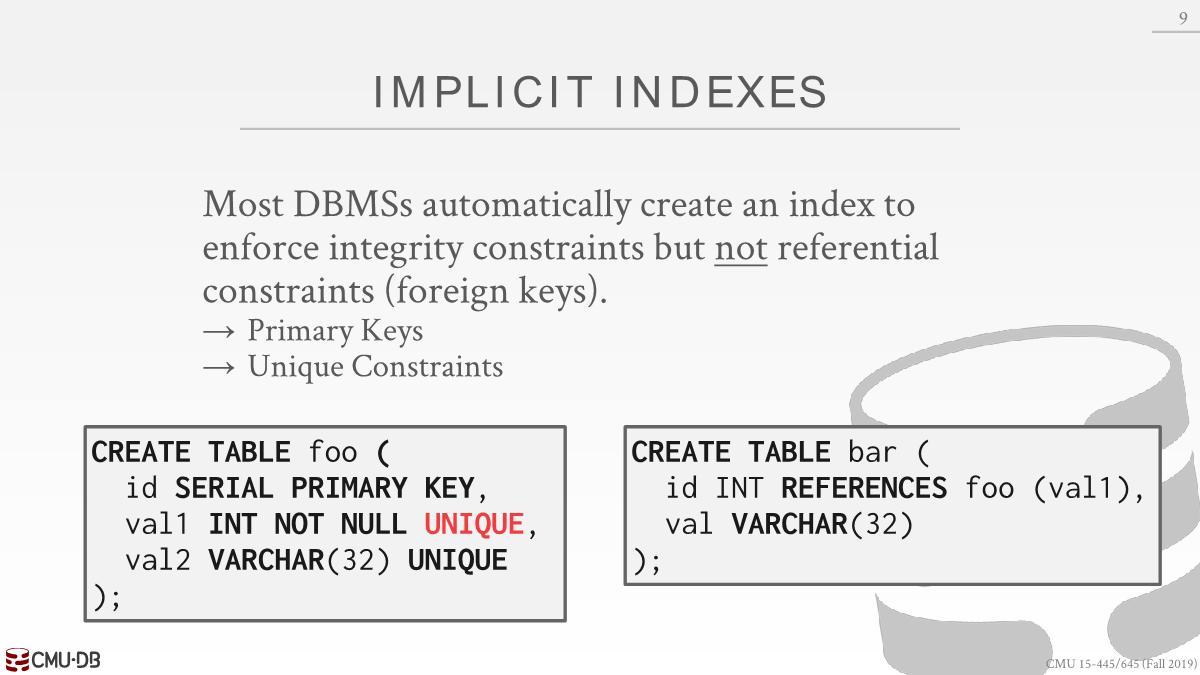 9
IMPLICIT INDEXES
Most DBMSs automatically create an index to
enforce integrity constraints but not referential
constraints (foreign keys).
→ Primary Keys
→ Unique Constraints
CREATE TABLE foo (
  id SERIAL PRIMARY KEY,
  val1 INT NOT NULL UNIQUE,
  val2 VARCHAR(32) UNIQUE
);
CREATE TABLE bar (
  id INT REFERENCES foo (val1),
  val VARCHAR(32)
);
CMU·DB
CMU 15-445/645 (Fall 2019)